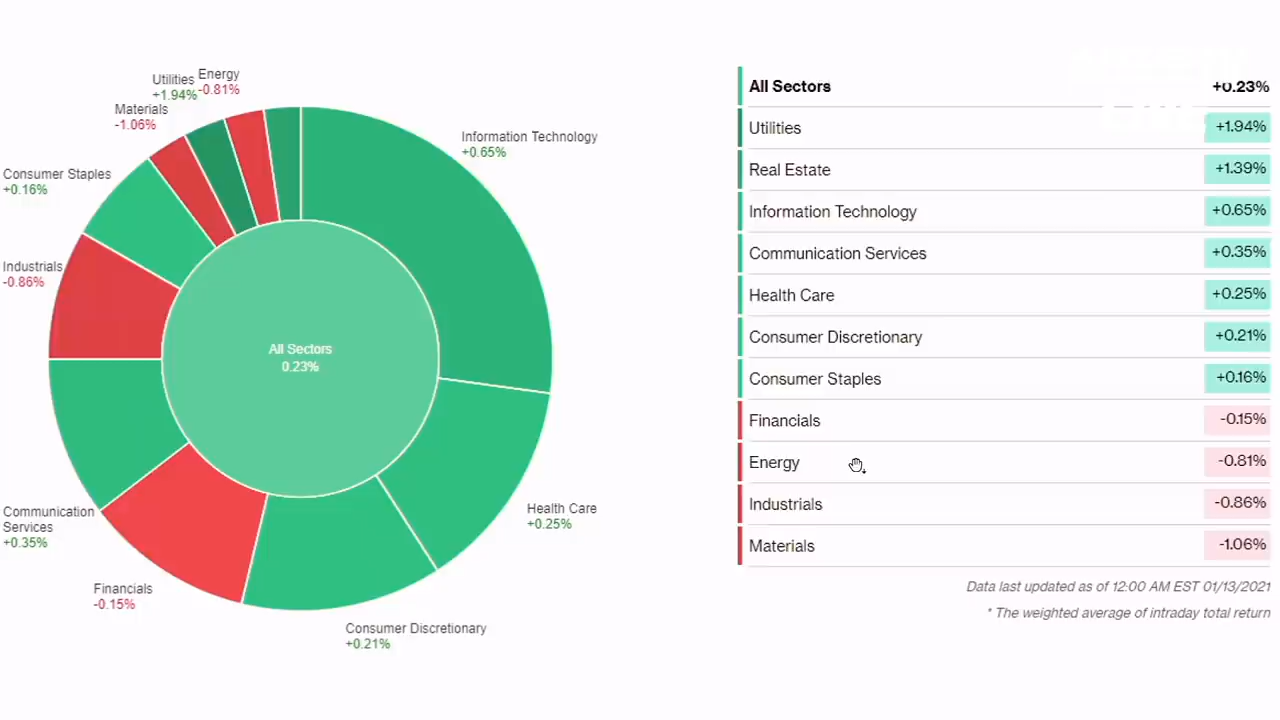 Utilities
+1.94%
Energy
-0.81%
Materials
-1.06%
Information Technology
+0.65%
Consumer Staples
+0.16%
Industrials
-0.86%
All Sectors
0.23%
Communication
Services
+0.35%
Health Care
+0.25%
Financials
-0.15%
Consumer Discretionary
+0.21%
All Sectors +0.23%
Utilities +1.94%
Real Estate +1.39%
Information Technology +0.65%
Communication Services +0.35%
Health Care +0.25%
Consumer Discretionary +0.21%
Consumer Staples +0.16%
Financials -0.15%
Energy -0.81%
Industrials -0.86%
Materials -1.06%
Data last updated as of 12:00 AM EST 01/13/2021
* The weighted average of intraday total return